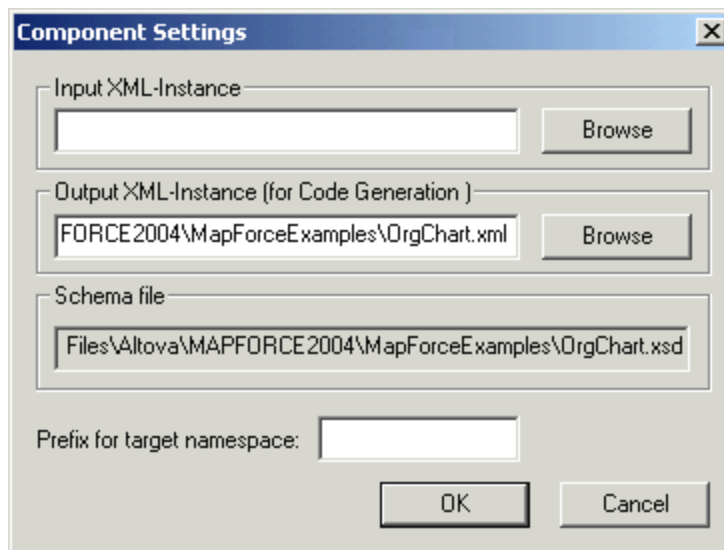 Component Settings
Input XML-Instance
Browse
Output XML-Instance (for Code Generation )
FORCE2004\MapForceExamples\OrgChart.xml
Browse
Schema file
Files\Altova\MAPFORCE2004\MapForceExamples\OrgChart.xsd
Prefix for target namespace:
OK
Cancel